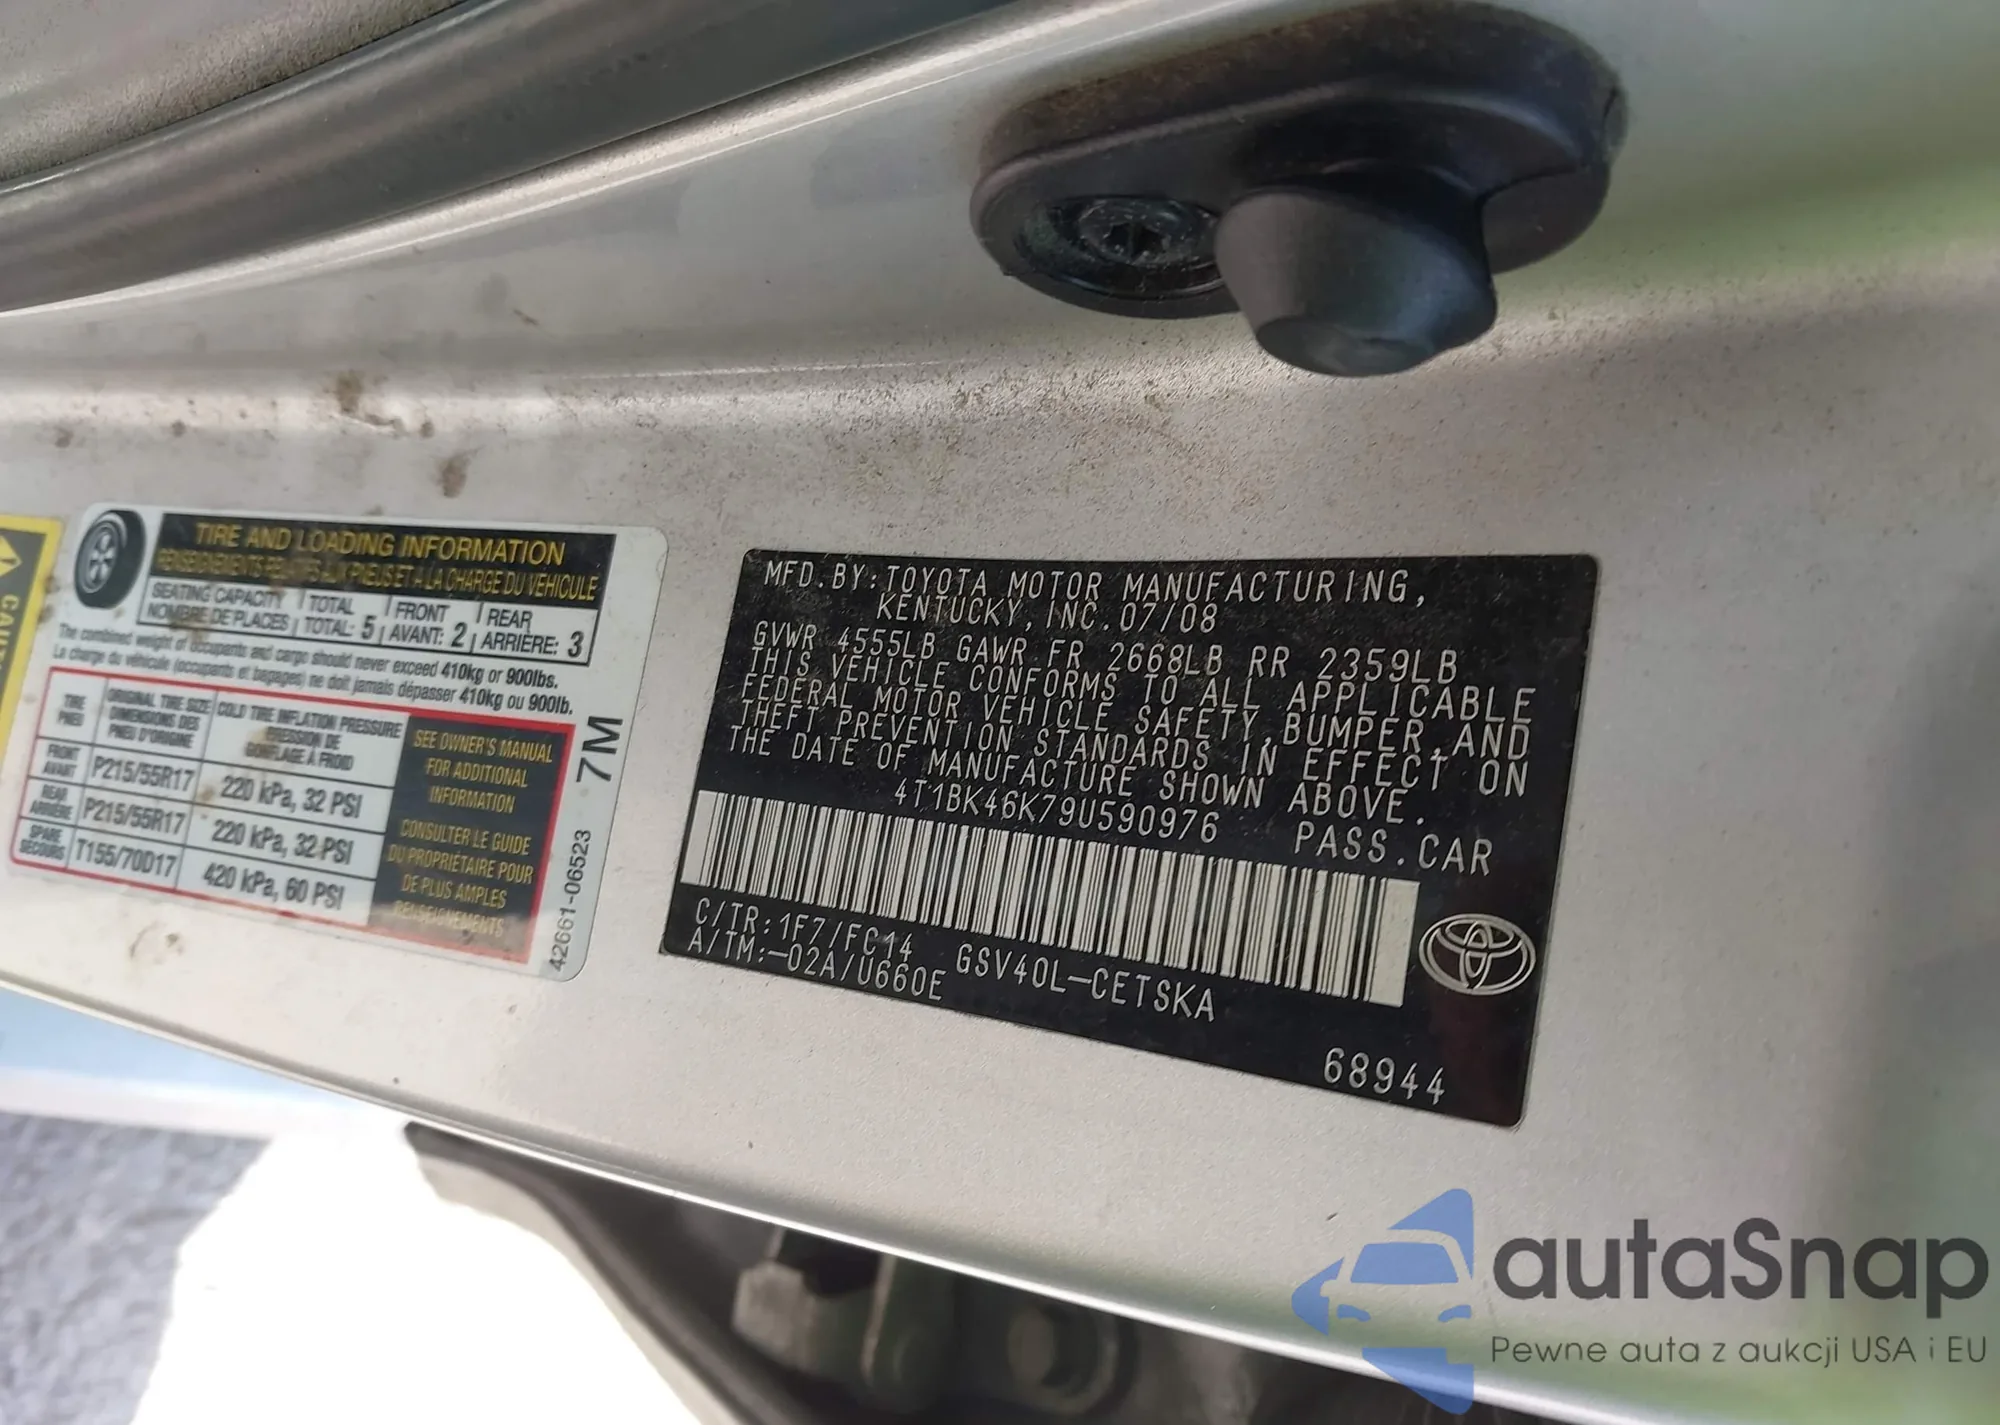 TIRE AND LOADING INFORMATION
RENSEIGNEMENTS RELATIFS AUX PNEUS ET À LA CHARGE DU VÉHICULE
SEATING CAPACITY TOTAL FRONT REAR
NOMBRE DE PLACES TOTAL: 5 AVANT: 2 ARRIÈRE: 3
The combined weight of occupants and cargo should never exceed 410kg or 900lbs.
La charge du véhicule (occupants et bagages) ne doit jamais dépasser 410kg ou 900lb.
TIRE
PNEU
ORIGINAL TIRE SIZE
DIMENSIONS DES
PNEU D'ORIGINE
COLD TIRE INFLATION PRESSURE
PRESSION DE
GONFLAGE À FROID
FRONT
AVANT
P215/55R17
220 kPa, 32 PSI
REAR
ARRIÈRE
P215/55R17
220 kPa, 32 PSI
SPARE
SECOURS
T155/70D17
420 kPa, 60 PSI
SEE OWNER'S MANUAL
FOR ADDITIONAL
INFORMATION
CONSULTER LE GUIDE
DU PROPRIÉTAIRE POUR
DE PLUS AMPLES
RENSEIGNEMENTS
7M
42661-06523
MFD.BY:TOYOTA MOTOR MANUFACTURING,
KENTUCKY, INC. 07/08
GVWR 4555LB GAWR FR 2668LB RR 2359LB
THIS VEHICLE CONFORMS TO ALL APPLICABLE
FEDERAL MOTOR VEHICLE SAFETY, BUMPER, AND
THEFT PREVENTION STANDARDS IN EFFECT ON
THE DATE OF MANUFACTURE SHOWN ABOVE.
4T1BK46K79U590976 PASS.CAR
C/TR:1F7/FC14 GSV40L-CETSKA
A/TM:-02A/U660E
68944
autaSnap
Pewne auta z aukcji USA i EU